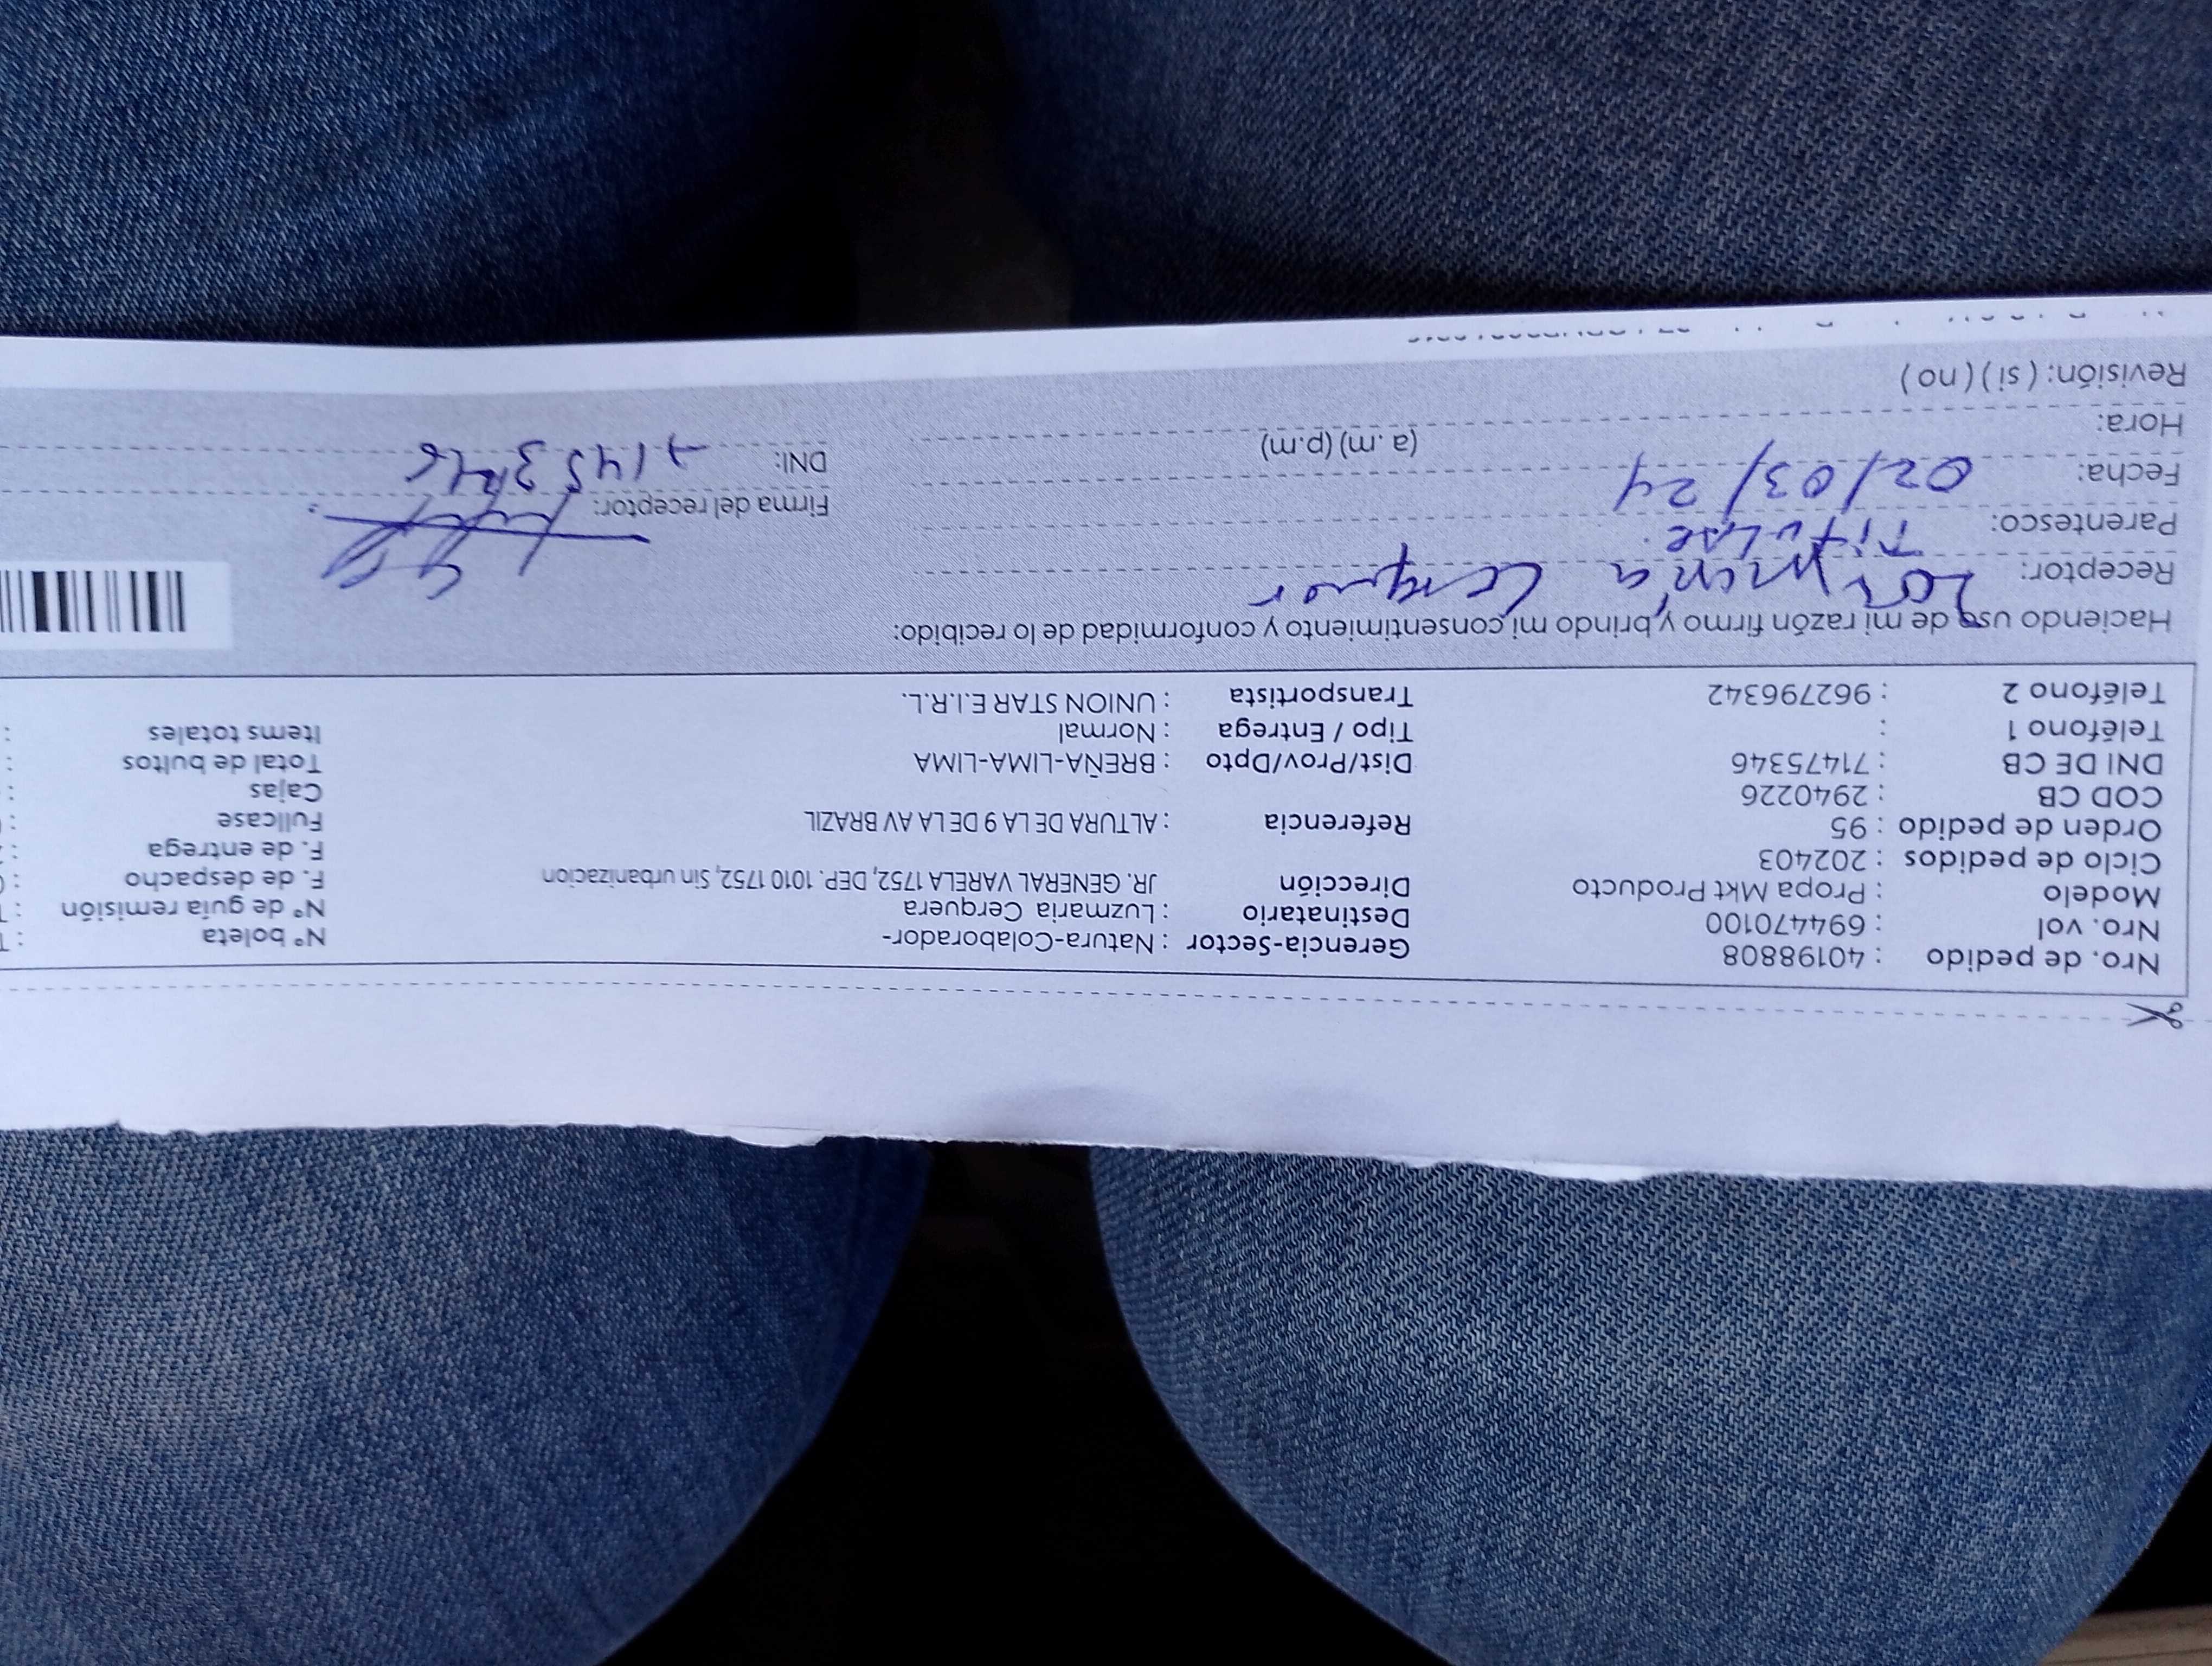 Nro. de pedido : 40198808 Gerencia-Sector : Natura-Colaborador- N° boleta :
Nro. vol : 694470100 Destinatario : Luzmaria Cerquera N° de guía remisión :
Modelo : Propa Mkt Producto Dirección JR. GENERAL VARELA 1752, DEP. 1010 1752, Sin urbanizacion F. de despacho :
Ciclo de pedidos : 202403 F. de entrega :
Orden de pedido : 95 Referencia : ALTURA DE LA 9 DE LA AV BRAZIL Fullcase :
COD CB : 2940226 Cajas :
DNI DE CB : 71475346 Dist/Prov/Dpto : BREÑA-LIMA-LIMA Total de bultos :
Teléfono 1 : Tipo / Entrega : Normal Items totales :
Teléfono 2 : 962796342 Transportista : UNION STAR E.I.R.L.
Haciendo uso de mi razón firmo y brindo mi consentimiento y conformidad de lo recibido:
Receptor:
Parentesco: Titular Firma del receptor:
Fecha: 02/03/24 DNI:
Hora: (a.m) (p.m)
Revisión: ( si ) ( no )